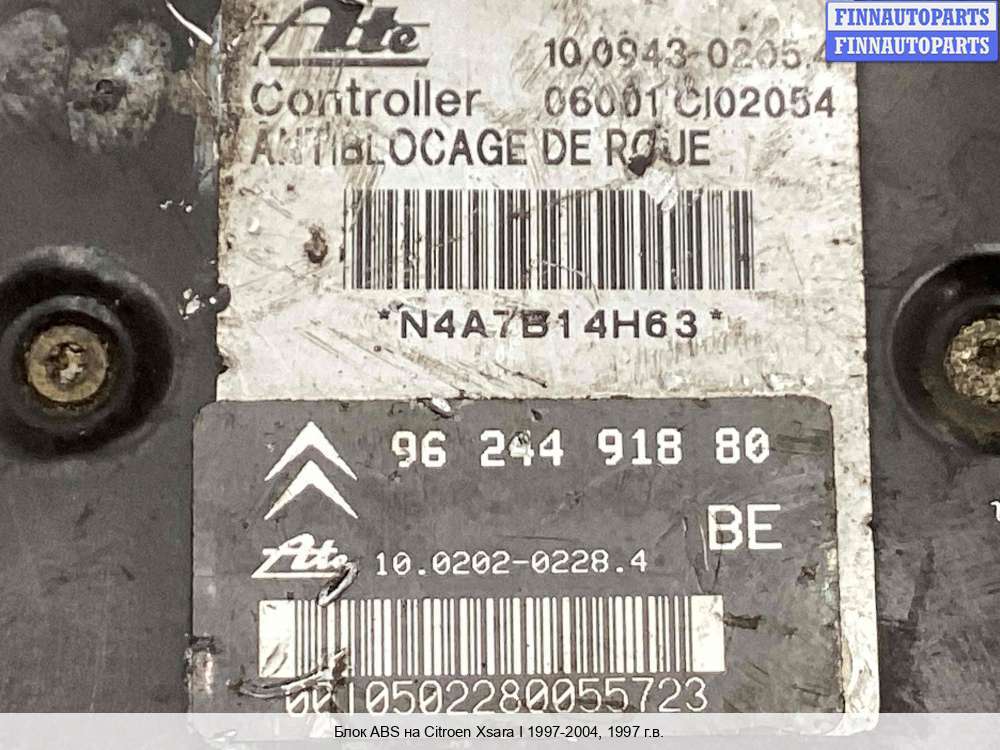 FINNAUTOPARTS
FINNAUTOPARTS
Ate
10.0943-0205.4
Controller 06001 CI02054
ANTIBLOCAGE DE ROUE
*N4A7B14H63*
96 244 918 80
BE
Ate 10.0202-0228.4
0010502280055723
Блок ABS на Citroen Xsara I 1997-2004, 1997 г.в.